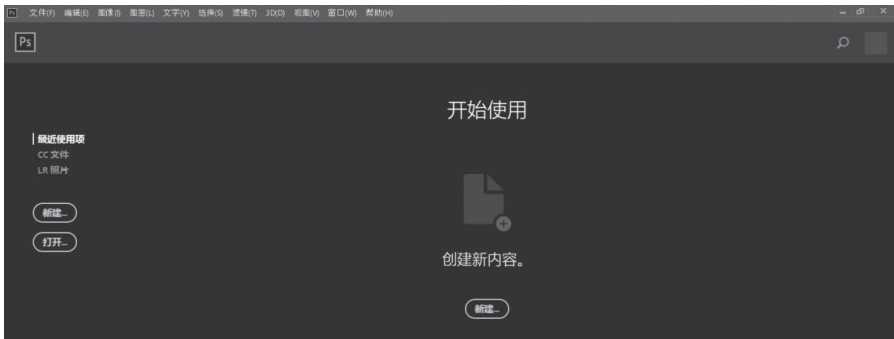 Ps 文件(F) 编辑(E) 图像(I) 图层(L) 文字(Y) 选择(S) 滤镜(T) 3D(D) 视图(V) 窗口(W) 帮助(H)
Ps
开始使用
最近使用项
CC 文件
LR 照片
新建...
打开...
创建新内容。
新建...